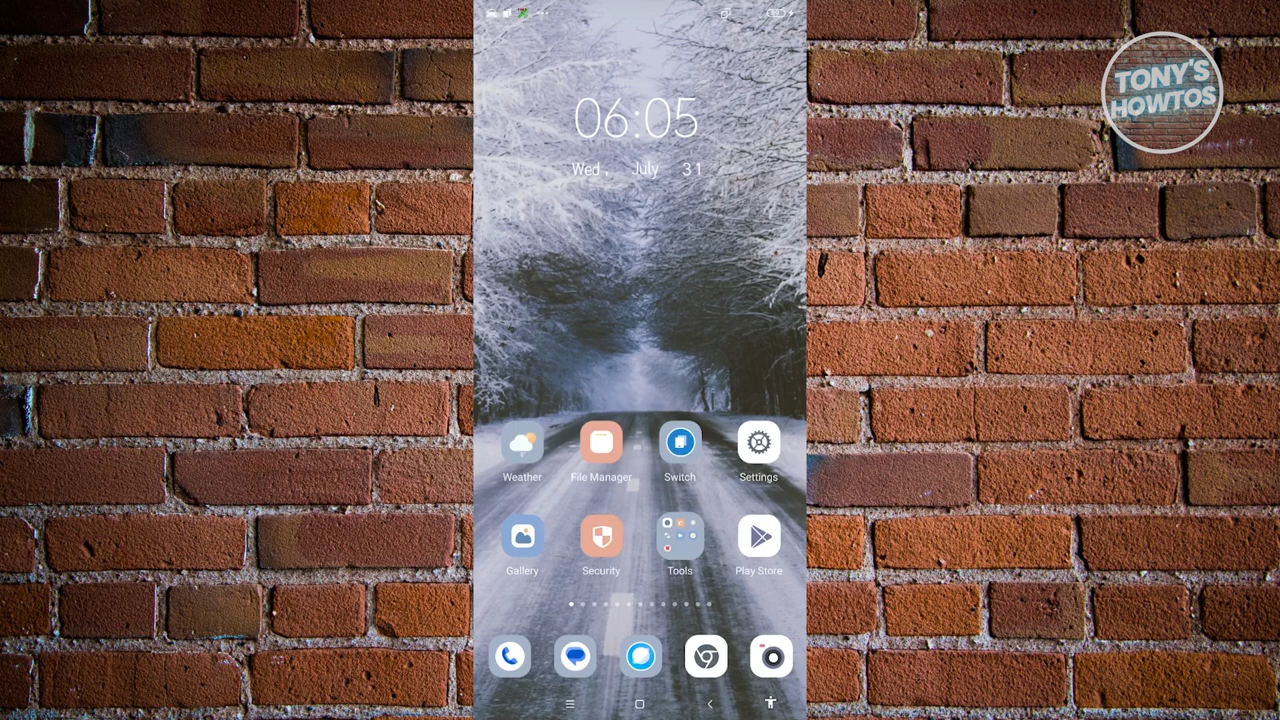 TONY'S
HOWTOS
06:05
Wed , July 31
Weather File Manager Switch Settings
Gallery Security Tools Play Store